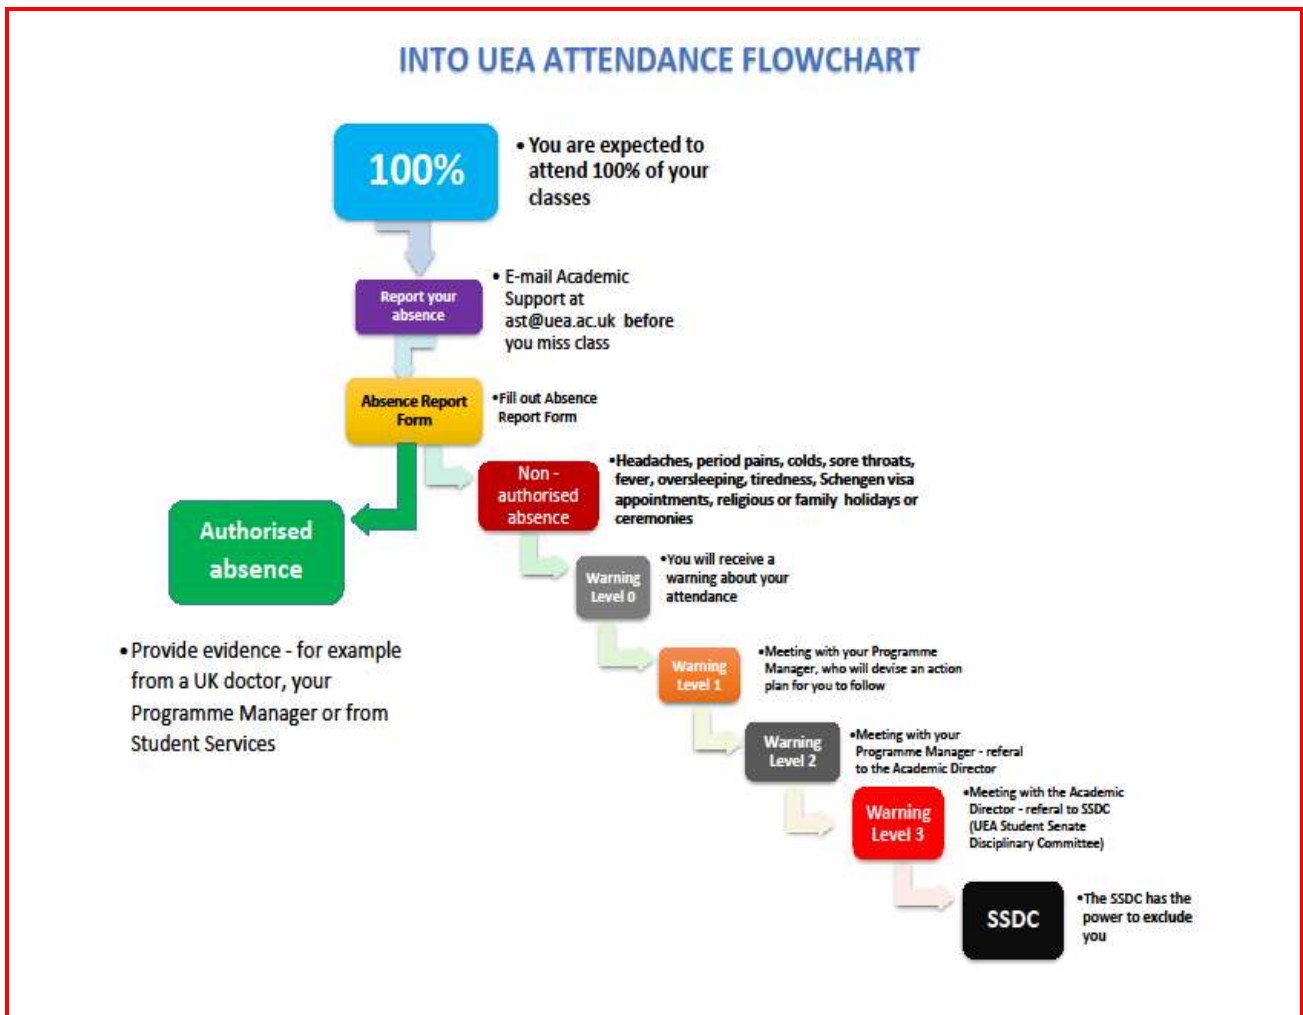 INTO UEA ATTENDANCE FLOWCHART
100%
• You are expected to
attend 100% of your
classes
Report your
absence
• E-mail Academic
Support at
ast@uea.ac.uk before
you miss class
Absence Report
Form
•Fill out Absence
Report Form
Non -
authorised
absence
•Headaches, period pains, colds, sore throats,
fever, oversleeping, tiredness, Schengen visa
appointments, religious or family holidays or
ceremonies
Authorised
absence
• Provide evidence - for example
from a UK doctor, your
Programme Manager or from
Student Services
Warning
Level 0
•You will receive a
warning about your
attendance
Warning
Level 1
•Meeting with your Programme
Manager, who will devise an action
plan for you to follow
Warning
Level 2
•Meeting with your
Programme Manager - referal
to the Academic Director
Warning
Level 3
•Meeting with the Academic
Director - referal to SSDC
(UEA Student Senate
Disciplinary Committee)
SSDC
•The SSDC has the
power to exclude
you